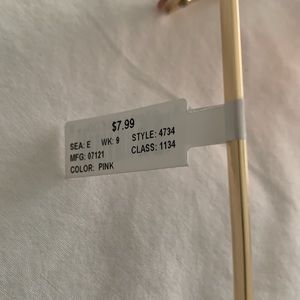 $7.99
SEA: E WK: 9 STYLE: 4734
MFG: 07121 CLASS: 1134
COLOR: PINK